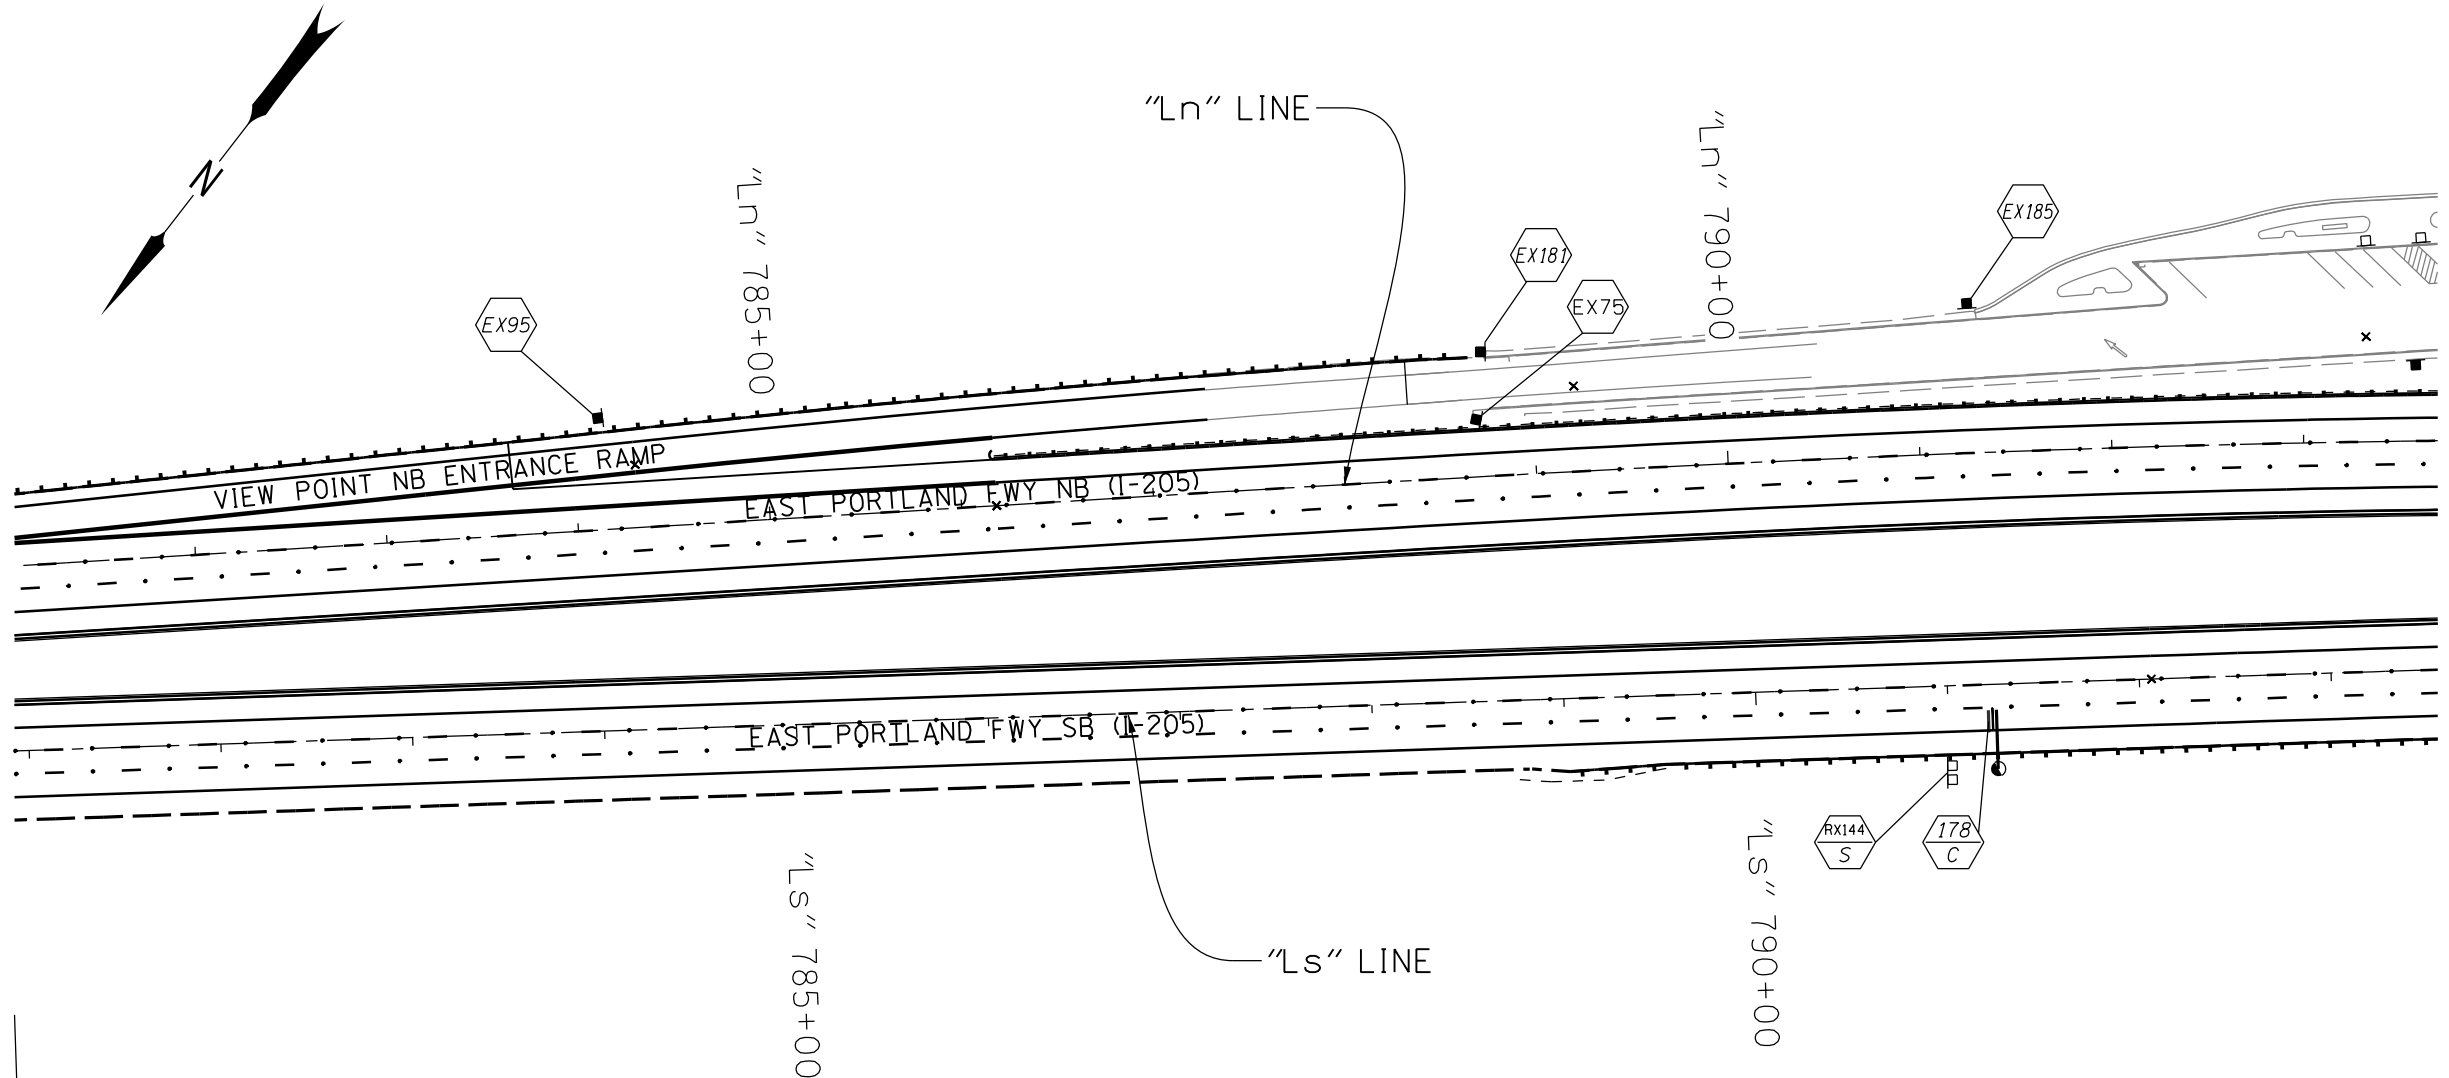 "Ln" LINE
"Ln" 785+00
"Ln" 790+00
N
EX181
EX185
EX75
EX95
VIEW POINT NB ENTRANCE RAMP
EAST PORTLAND FWY NB (I-205)
EAST PORTLAND FWY SB (I-205)
RX144
S
178
C
"Ls" 785+00
"Ls" 790+00
"Ls" LINE